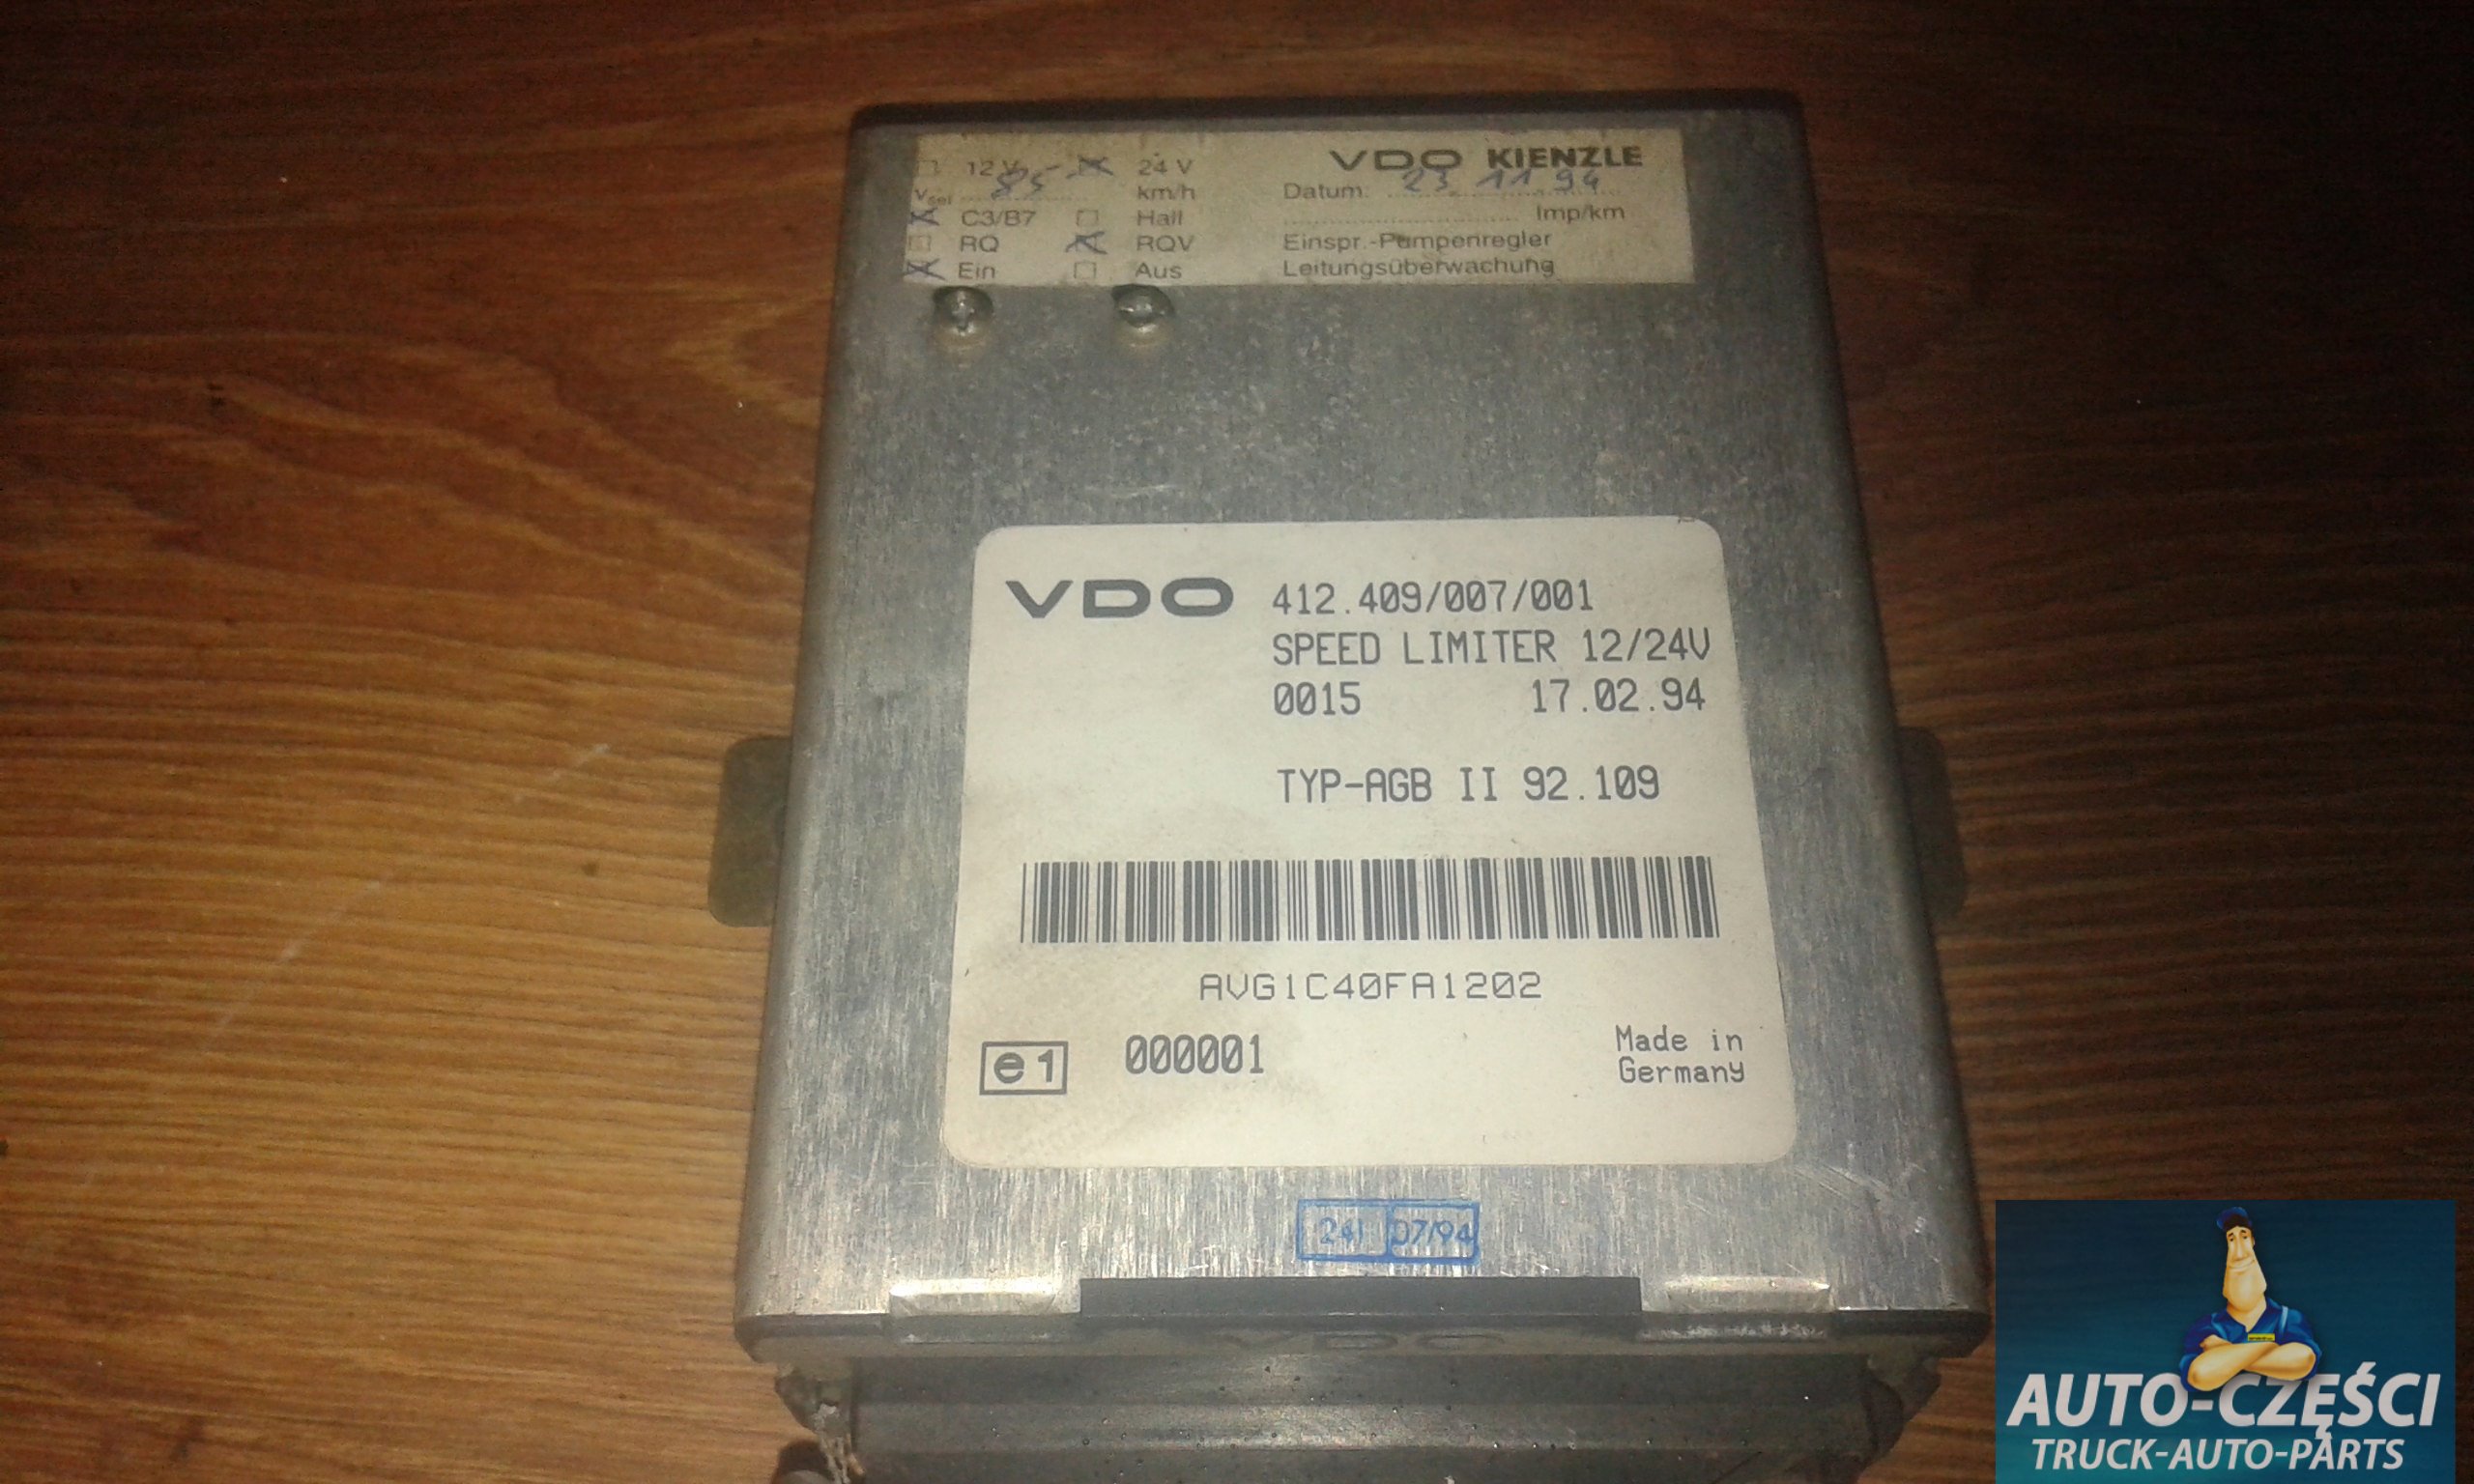 12 V 24 V VDO KIENZLE
Vsoll 85 km/h Datum: 23.11.94
C3/B7 Hall Imp/km
RQ RQV Einspr.-Pumpenregler
Ein Aus Leitungsüberwachung
VDO 412.409/007/001
SPEED LIMITER 12/24V
0015 17.02.94
TYP-AGB II 92.109
AVG1C40FA1202
e1 000001 Made in
Germany
241 07/94
VDO
AUTO-CZĘŚCI
TRUCK-AUTO-PARTS